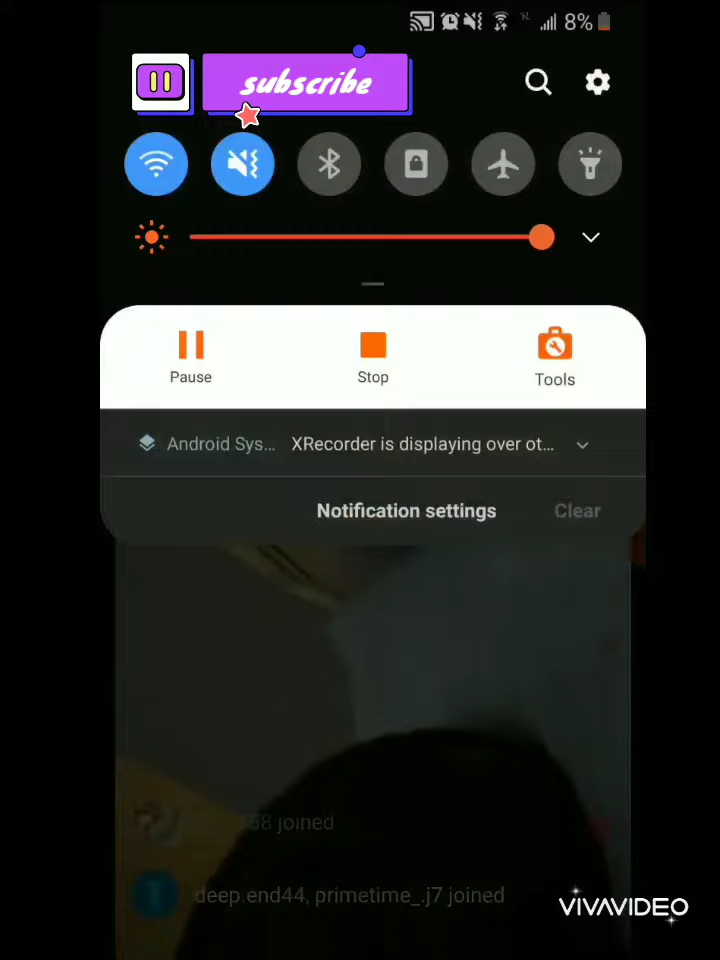 8%
subscribe
Pause
Stop
Tools
Android Sys... XRecorder is displaying over ot...
Notification settings
Clear
58 joined
deep.end44, primetime_.j7 joined
VIVAVIDEO